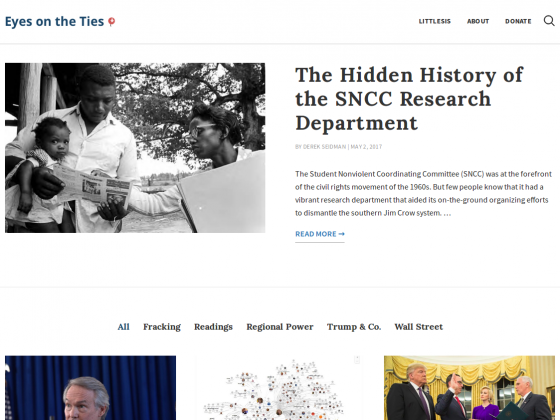 Eyes on the Ties
LITTLESIS ABOUT DONATE
The Hidden History of
the SNCC Research
Department
BY DEREK SEIDMAN | MAY 2, 2017
The Student Nonviolent Coordinating Committee (SNCC) was at the forefront
of the civil rights movement of the 1960s. But few people know that it had a
vibrant research department that aided its on-the-ground organizing efforts
to dismantle the southern Jim Crow system. …
READ MORE →
All Fracking Readings Regional Power Trump & Co. Wall Street